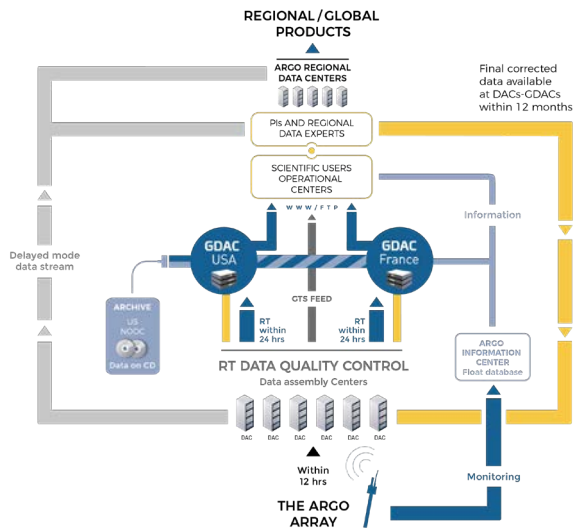 REGIONAL/GLOBAL
PRODUCTS
ARGO REGIONAL
DATA CENTERS
Final corrected
data available
at DACs-GDACs
within 12 months
PIs AND REGIONAL
DATA EXPERTS
SCIENTIFIC USERS
OPERATIONAL
CENTERS
WWW/FTP
Information
GDAC
USA
GDAC
France
Delayed mode
data stream
GTS FEED
ARCHIVE
US
NODC
Data on CD
RT
within
24 hrs
RT
within
24 hrs
ARGO
INFORMATION
CENTER
Float database
RT DATA QUALITY CONTROL
Data assembly Centers
DAC
DAC
DAC
DAC
DAC
DAC
Within
12 hrs
Monitoring
THE ARGO
ARRAY